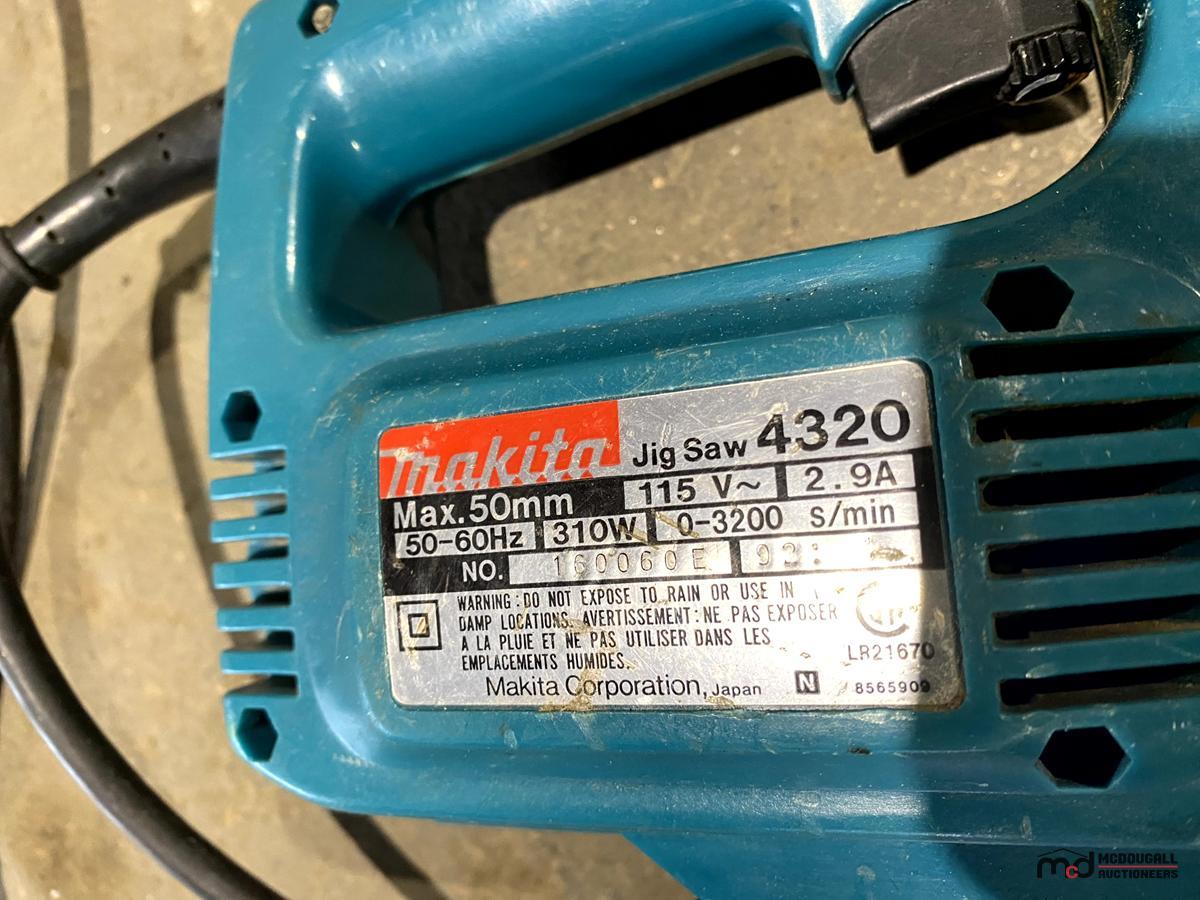 makita Jig Saw 4320
Max. 50mm 115 V~ 2.9A
50-60Hz 310W 0-3200 s/min
NO. 160060E 93:
WARNING: DO NOT EXPOSE TO RAIN OR USE IN
DAMP LOCATIONS. AVERTISSEMENT: NE PAS EXPOSER
A LA PLUIE ET NE PAS UTILISER DANS LES
EMPLACEMENTS HUMIDES.
LR21670
Makita Corporation, Japan N 8565909
mcd MCDOUGALL
AUCTIONEERS